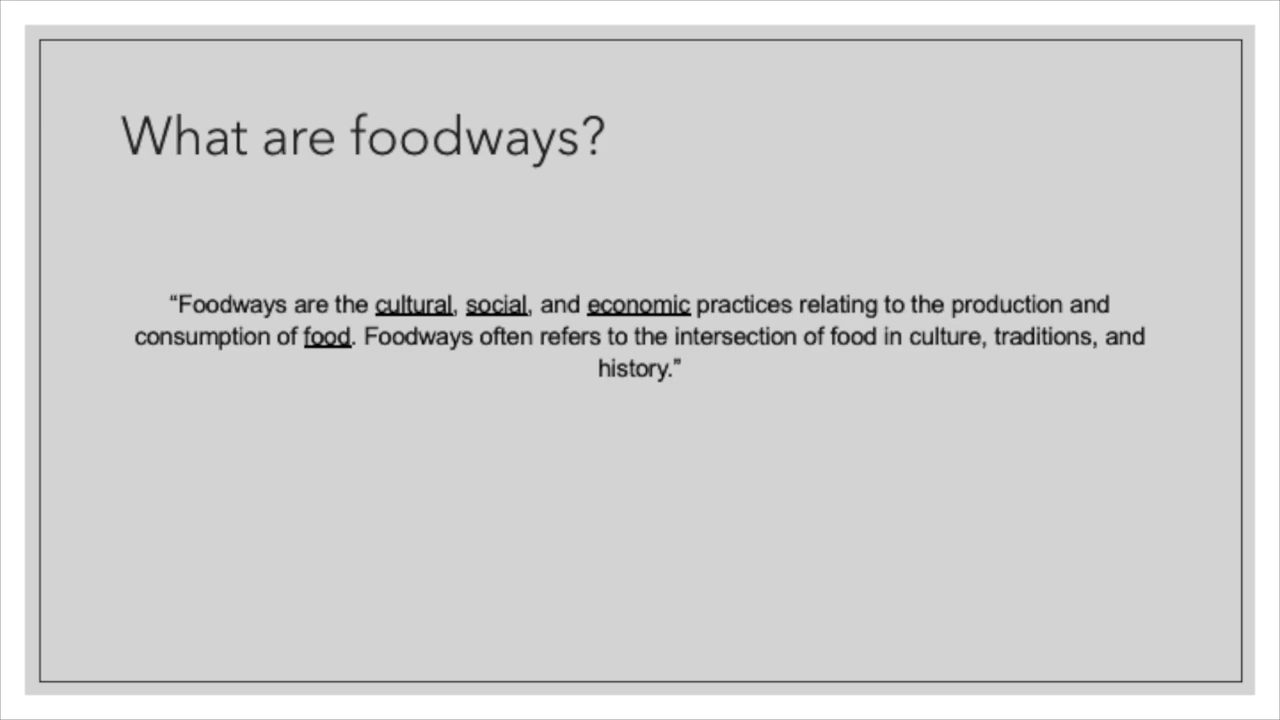 What are foodways?
“Foodways are the cultural, social, and economic practices relating to the production and
consumption of food. Foodways often refers to the intersection of food in culture, traditions, and
history.”